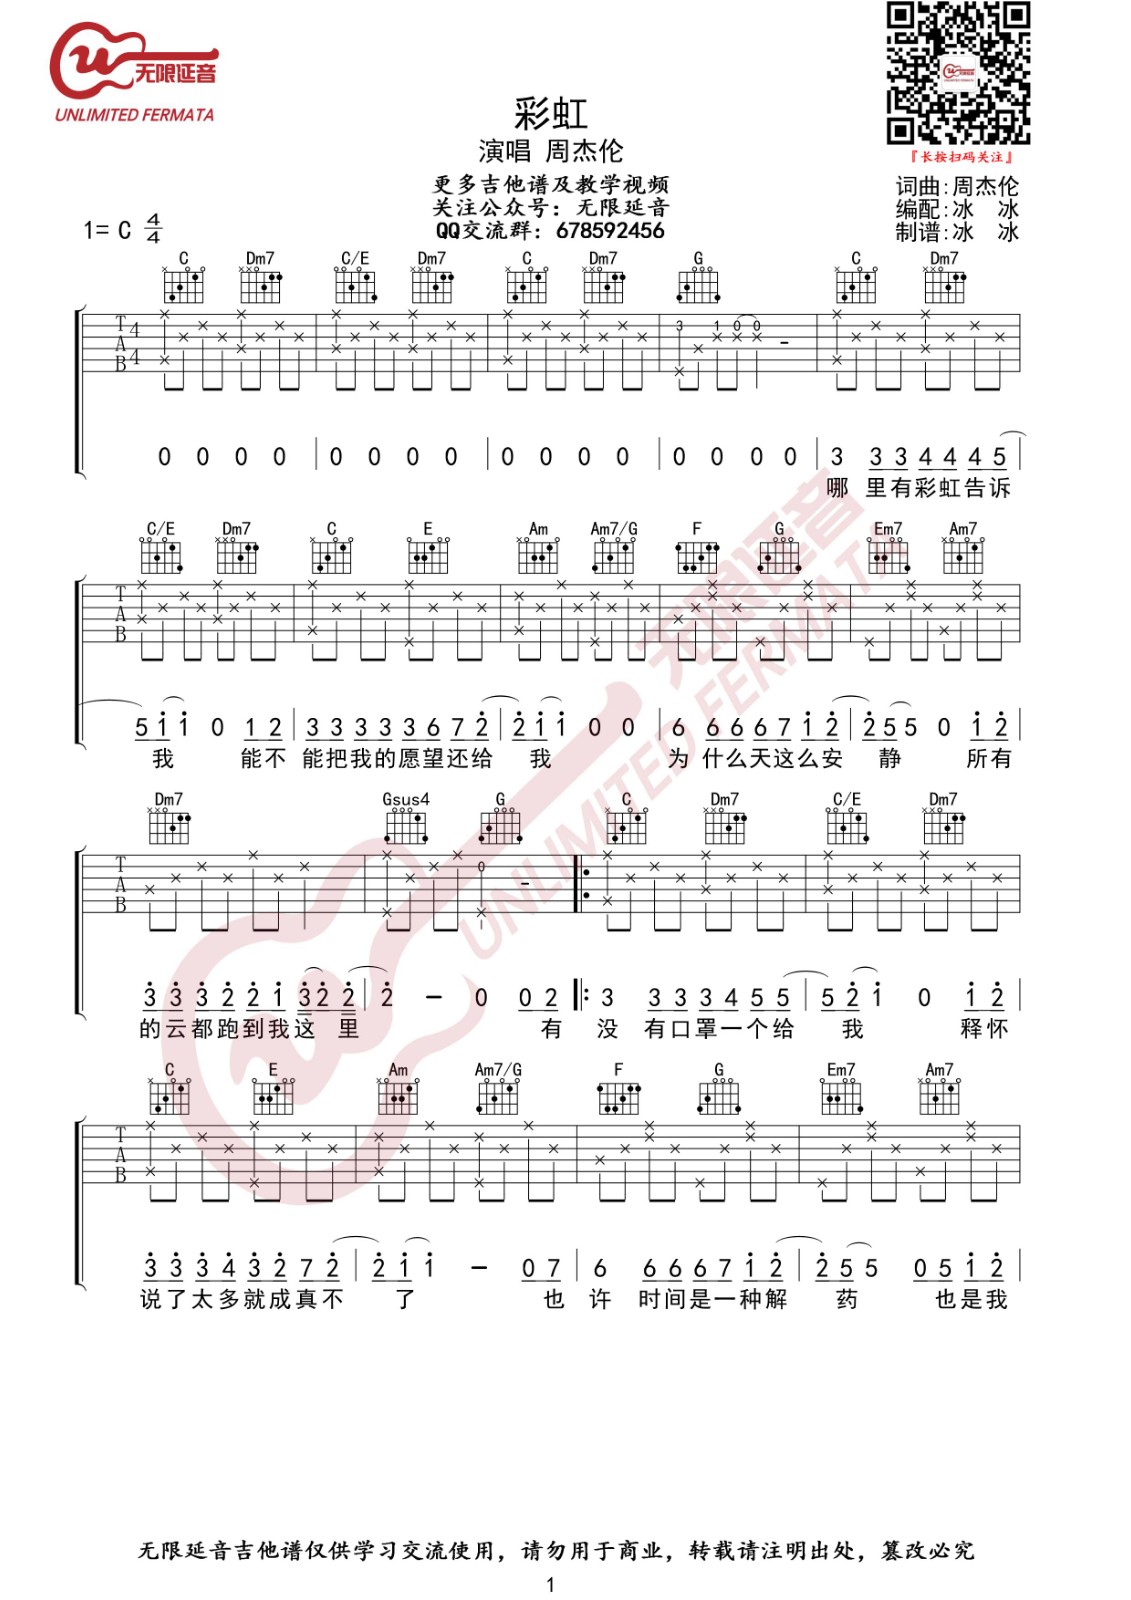 无限延音
UNLIMITED FERMATA
『长按扫码关注』
彩虹
演唱 周杰伦
更多吉他谱及教学视频
关注公众号：无限延音
QQ交流群：678592456
词曲:周杰伦
编配:冰 冰
制谱:冰 冰
1= C 4/4
C Dm7 C/E Dm7 C Dm7 G C Dm7
T A B 4 4 3 1 0 0 -
0 0 0 0 | 0 0 0 0 | 0 0 0 0 | 0 0 0 0 | 3 3 3 4 4 4 5 |
哪 里有彩虹告诉
C/E Dm7 C E Am Am7/G F G Em7 Am7
T A B
5 1 1 0 1 2 | 3 3 3 3 3 6 7 2 | 2 1 1 0 0 | 6 6 6 6 7 1 2 | 2 5 5 0 1 2
我 能不 能把我的愿望还给 我 为 什么天这么安 静 所有
Dm7 Gsus4 G C Dm7 C/E Dm7
T A B 0 -
3 3 3 2 2 1 3 2 2 | 2 - 0 0 2 |: 3 3 3 3 4 5 5 | 5 2 1 0 1 2
的云都跑到我这 里 有 没 有口罩一个给 我 释怀
C E Am Am7/G F G Em7 Am7
T A B
3 3 3 4 3 2 7 2 | 2 1 1 - 0 7 | 6 6 6 6 7 1 2 | 2 5 5 0 5 1 2 |
说了太多就成真不 了 也 许 时间是一种解 药 也是我
无限延音
UNLIMITED FERMATA
无限延音吉他谱仅供学习交流使用，请勿用于商业，转载请注明出处，篡改必究
1